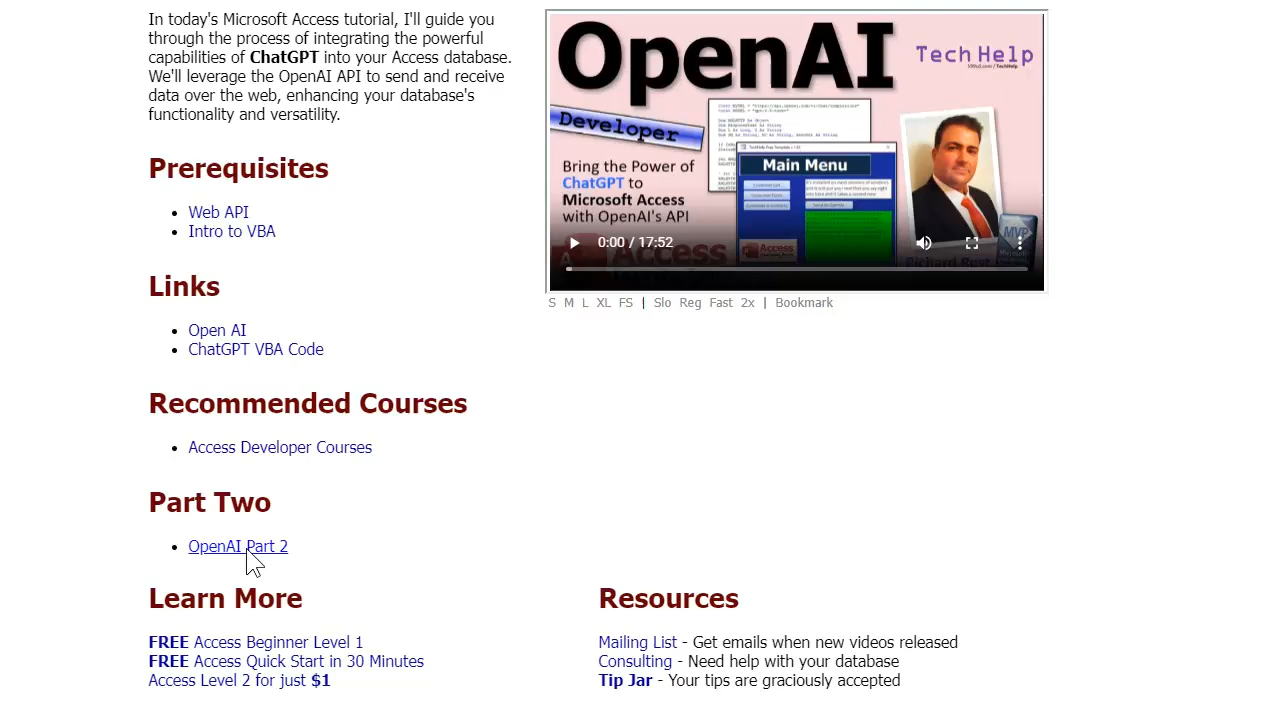 In today's Microsoft Access tutorial, I'll guide you
through the process of integrating the powerful
capabilities of ChatGPT into your Access database.
We'll leverage the OpenAI API to send and receive
data over the web, enhancing your database's
functionality and versatility.
Prerequisites
Web API
Intro to VBA
Links
Open AI
ChatGPT VBA Code
Recommended Courses
Access Developer Courses
Part Two
OpenAI Part 2
OpenAI
TechHelp
Developer
Bring the Power of
ChatGPT to
Microsoft Access
with OpenAI's API
Main Menu
Access
MVP
0:00 / 17:52
S M L XL FS | Slo Reg Fast 2x | Bookmark
Learn More
FREE Access Beginner Level 1
FREE Access Quick Start in 30 Minutes
Access Level 2 for just $1
Resources
Mailing List - Get emails when new videos released
Consulting - Need help with your database
Tip Jar - Your tips are graciously accepted